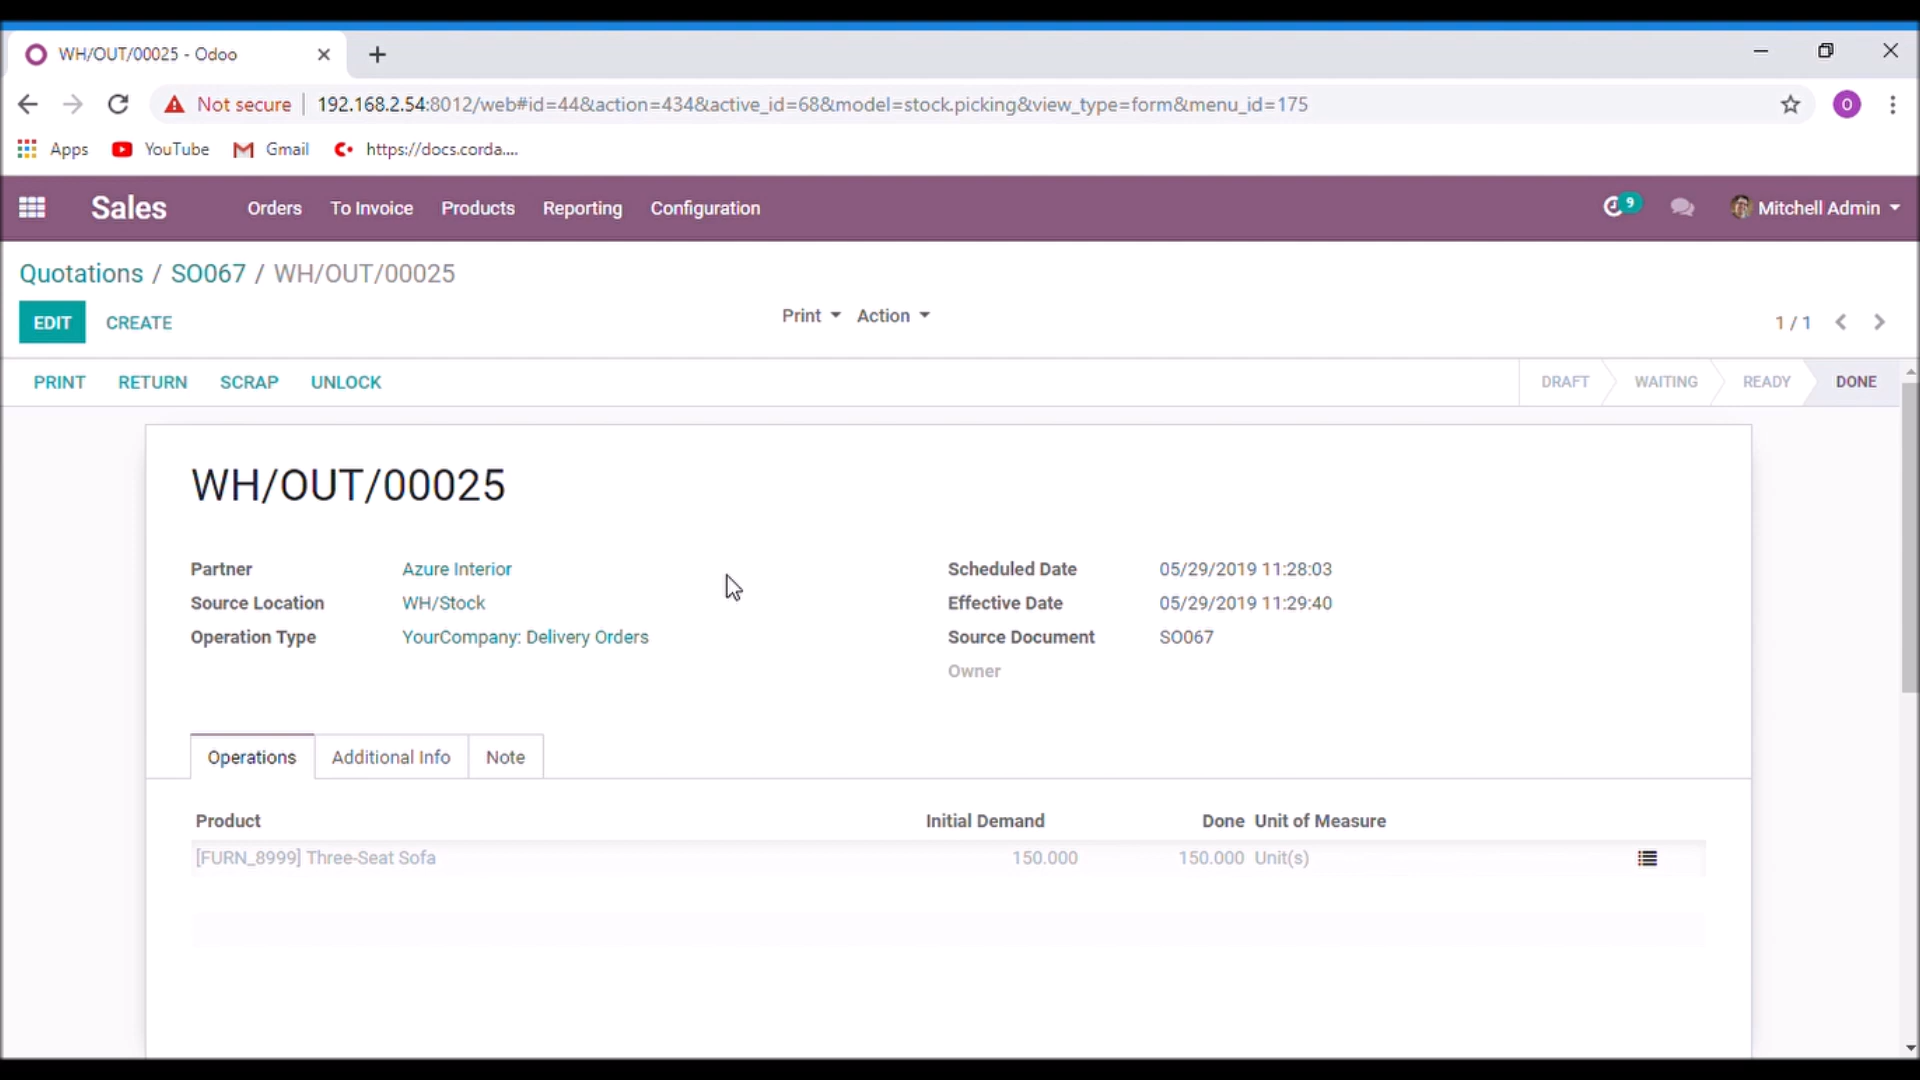 WH/OUT/00025 - Odoo
Not secure 192.168.2.54:8012/web#id=44&action=434&active_id=68&model=stock.picking&view_type=form&menu_id=175 O
Apps YouTube Gmail https://docs.corda....
Sales Orders To Invoice Products Reporting Configuration 9 Mitchell Admin
Quotations / SO067 / WH/OUT/00025
EDIT CREATE Print Action 1 / 1
PRINT RETURN SCRAP UNLOCK DRAFT WAITING READY DONE
WH/OUT/00025
Partner Azure Interior Scheduled Date 05/29/2019 11:28:03
Source Location WH/Stock Effective Date 05/29/2019 11:29:40
Operation Type YourCompany: Delivery Orders Source Document SO067
Owner
Operations Additional Info Note
Product Initial Demand Done Unit of Measure
[FURN_8999] Three-Seat Sofa 150.000 150.000 Unit(s)